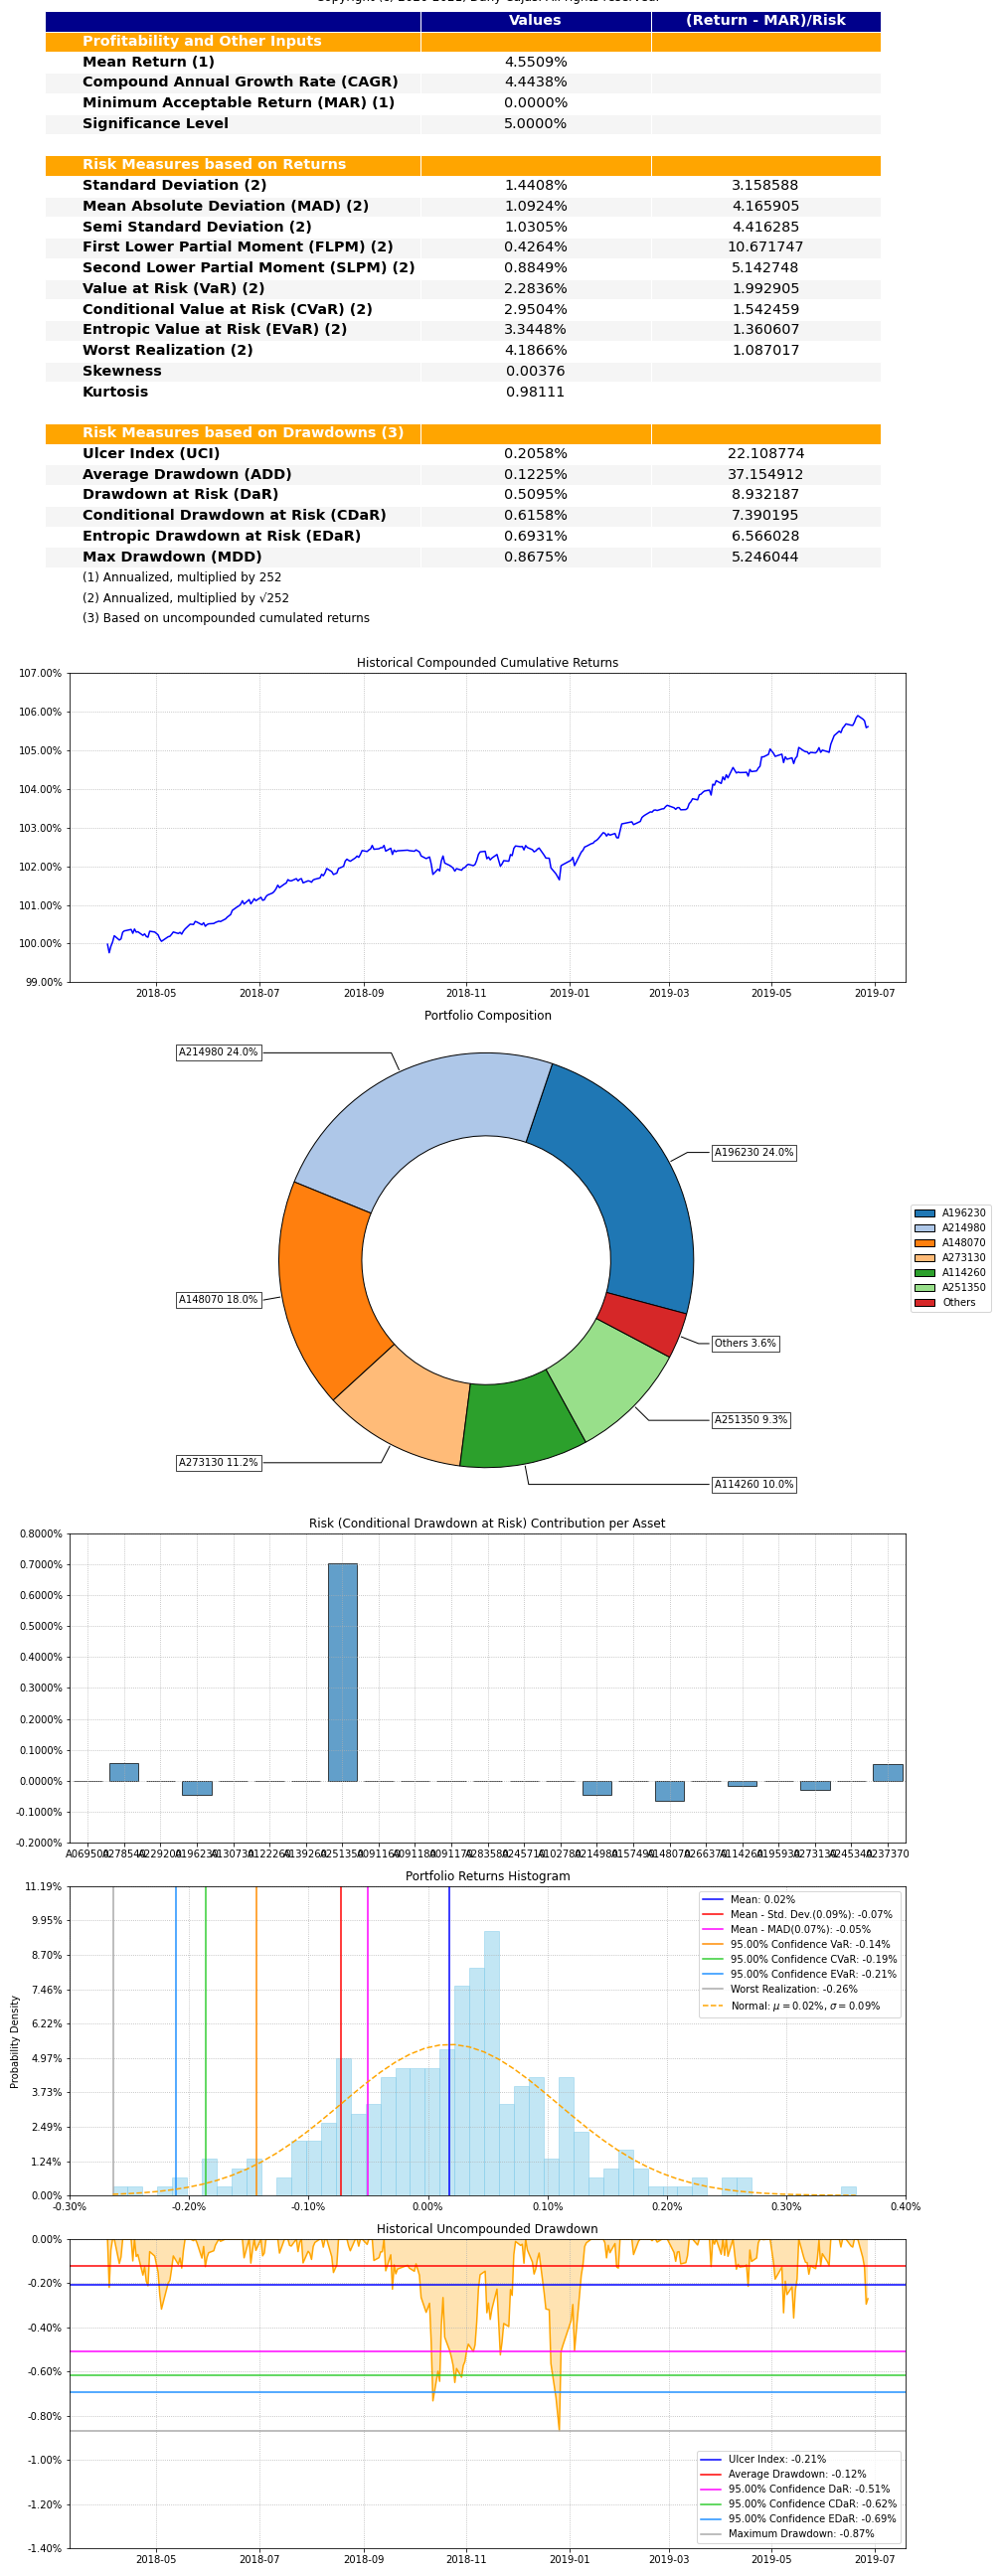 Copyright (c) 2020-2021, Dany Cajas. All rights reserved.
Values (Return - MAR)/Risk
Profitability and Other Inputs
Mean Return (1) 4.5509%
Compound Annual Growth Rate (CAGR) 4.4438%
Minimum Acceptable Return (MAR) (1) 0.0000%
Significance Level 5.0000%
Risk Measures based on Returns
Standard Deviation (2) 1.4408% 3.158588
Mean Absolute Deviation (MAD) (2) 1.0924% 4.165905
Semi Standard Deviation (2) 1.0305% 4.416285
First Lower Partial Moment (FLPM) (2) 0.4264% 10.671747
Second Lower Partial Moment (SLPM) (2) 0.8849% 5.142748
Value at Risk (VaR) (2) 2.2836% 1.992905
Conditional Value at Risk (CVaR) (2) 2.9504% 1.542459
Entropic Value at Risk (EVaR) (2) 3.3448% 1.360607
Worst Realization (2) 4.1866% 1.087017
Skewness 0.00376
Kurtosis 0.98111
Risk Measures based on Drawdowns (3)
Ulcer Index (UCI) 0.2058% 22.108774
Average Drawdown (ADD) 0.1225% 37.154912
Drawdown at Risk (DaR) 0.5095% 8.932187
Conditional Drawdown at Risk (CDaR) 0.6158% 7.390195
Entropic Drawdown at Risk (EDaR) 0.6931% 6.566028
Max Drawdown (MDD) 0.8675% 5.246044
(1) Annualized, multiplied by 252
(2) Annualized, multiplied by √252
(3) Based on uncompounded cumulated returns
Historical Compounded Cumulative Returns
107.00%
106.00%
105.00%
104.00%
103.00%
102.00%
101.00%
100.00%
99.00%
2018-05 2018-07 2018-09 2018-11 2019-01 2019-03 2019-05 2019-07
Portfolio Composition
A214980 24.0%
A196230 24.0%
A148070 18.0%
Others 3.6%
A251350 9.3%
A273130 11.2%
A114260 10.0%
A196230
A214980
A148070
A273130
A114260
A251350
Others
Risk (Conditional Drawdown at Risk) Contribution per Asset
0.8000%
0.7000%
0.6000%
0.5000%
0.4000%
0.3000%
0.2000%
0.1000%
0.0000%
-0.1000%
-0.2000%
A237370
Portfolio Returns Histogram
Probability Density
11.19%
9.95%
8.70%
7.46%
6.22%
4.97%
3.73%
2.49%
1.24%
0.00%
-0.30% -0.20% -0.10% 0.00% 0.10% 0.20% 0.30% 0.40%
Mean: 0.02%
Mean - Std. Dev.(0.09%): -0.07%
Mean - MAD(0.07%): -0.05%
95.00% Confidence VaR: -0.14%
95.00% Confidence CVaR: -0.19%
95.00% Confidence EVaR: -0.21%
Worst Realization: -0.26%
Normal: μ = 0.02%, σ = 0.09%
Historical Uncompounded Drawdown
0.00%
-0.20%
-0.40%
-0.60%
-0.80%
-1.00%
-1.20%
-1.40%
Ulcer Index: -0.21%
Average Drawdown: -0.12%
95.00% Confidence DaR: -0.51%
95.00% Confidence CDaR: -0.62%
95.00% Confidence EDaR: -0.69%
Maximum Drawdown: -0.87%
2018-05 2018-07 2018-09 2018-11 2019-01 2019-03 2019-05 2019-07